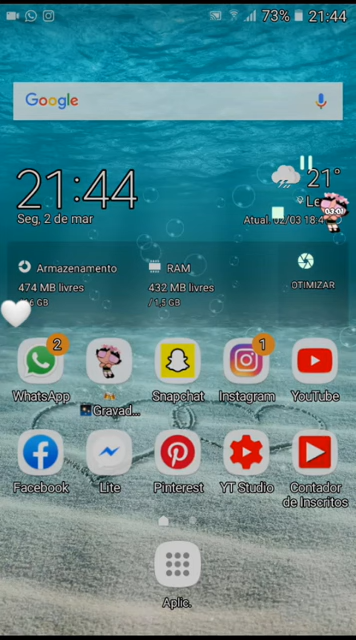 73% 21:44
Google
21:44
Seg, 2 de mar
21°
Atual. 02/03 18:4
Armazenamento
474 MB livres
RAM
432 MB livres
/ 1,5 GB
OTIMIZAR
2
1
WhatsApp
Gravad...
Snapchat
Instagram
YouTube
Facebook
Lite
Pinterest
YT Studio
Contador
de Inscritos
Aplic.